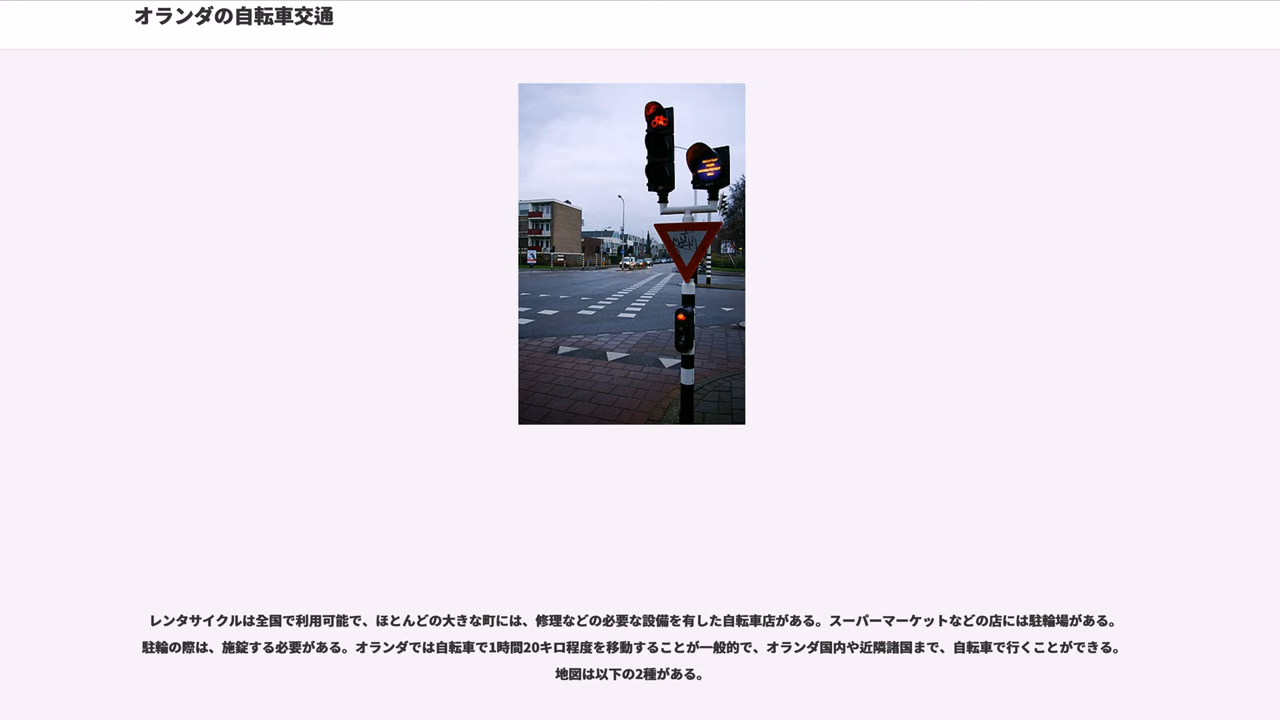 オランダの自転車交通
レンタサイクルは全国で利用可能で、ほとんどの大きな町には、修理などの必要な設備を有した自転車店がある。スーパーマーケットなどの店には駐輪場がある。
駐輪の際は、施錠する必要がある。オランダでは自転車で1時間20キロ程度を移動することが一般的で、オランダ国内や近隣諸国まで、自転車で行くことができる。
地図は以下の2種がある。